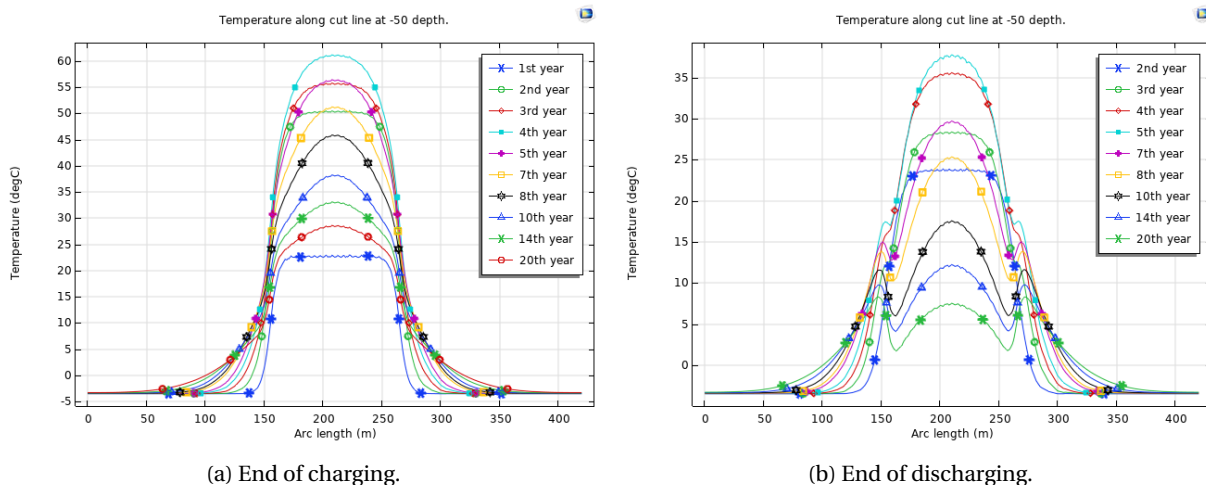 Temperature along cut line at -50 depth.
60
55
50
45
40
35
30
25
20
15
10
5
0
-5
Temperature (degC)
1st year
2nd year
3rd year
4th year
5th year
7th year
8th year
10th year
14th year
20th year
0 50 100 150 200 250 300 350 400
Arc length (m)
(a) End of charging.
Temperature along cut line at -50 depth.
35
30
25
20
15
10
5
0
Temperature (degC)
2nd year
3rd year
4th year
5th year
7th year
8th year
10th year
14th year
20th year
0 50 100 150 200 250 300 350 400
Arc length (m)
(b) End of discharging.